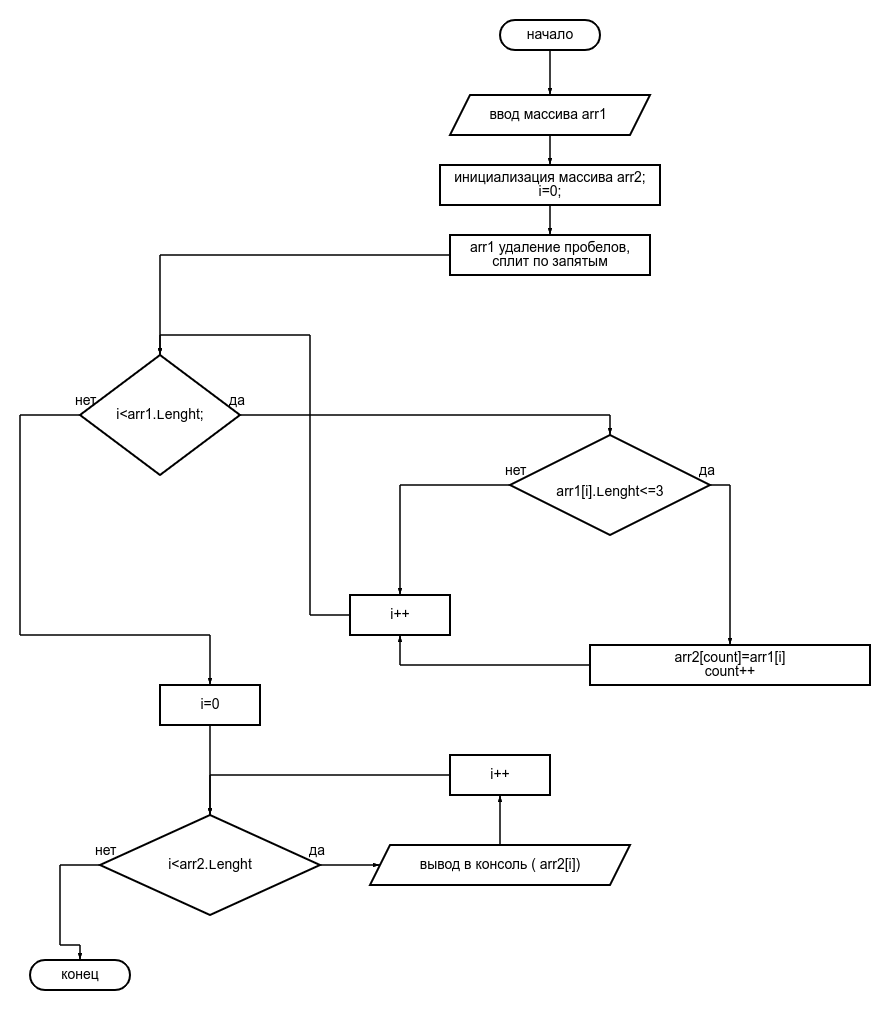 начало
ввод массива arr1
инициализация массива arr2;
i=0;
arr1 удаление пробелов,
сплит по запятым
нет
да
i<arr1.Lenght;
нет
да
arr1[i].Lenght<=3
i++
arr2[count]=arr1[i]
count++
i=0
i++
нет
да
i<arr2.Lenght
вывод в консоль ( arr2[i])
конец